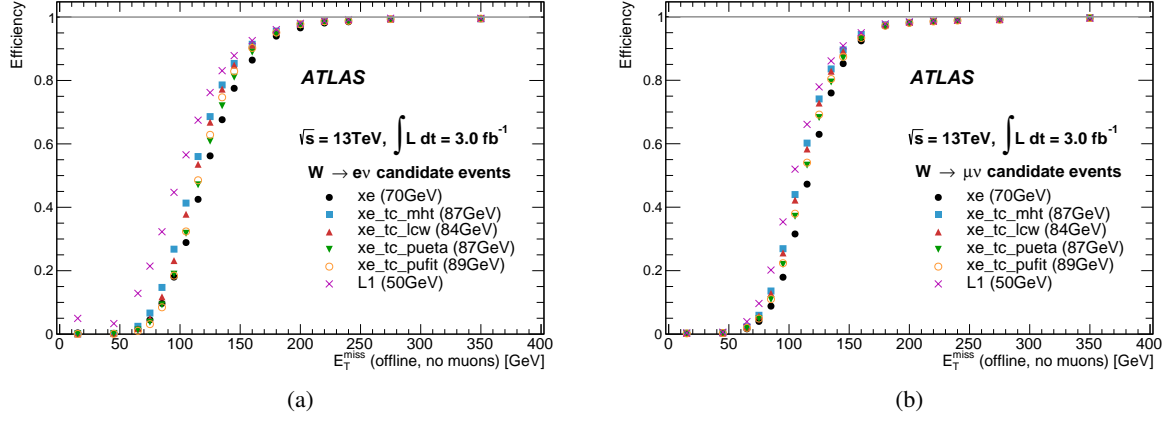 Efficiency
1
0.8
0.6
0.4
0.2
0
ATLAS
√s = 13TeV, ∫ L dt = 3.0 fb⁻¹
W → eν candidate events
xe (70GeV)
xe_tc_mht (87GeV)
xe_tc_lcw (84GeV)
xe_tc_pueta (87GeV)
xe_tc_pufit (89GeV)
L1 (50GeV)
0 50 100 150 200 250 300 350 400
E_T^miss (offline, no muons) [GeV]
(a)
Efficiency
1
0.8
0.6
0.4
0.2
0
ATLAS
√s = 13TeV, ∫ L dt = 3.0 fb⁻¹
W → μν candidate events
xe (70GeV)
xe_tc_mht (87GeV)
xe_tc_lcw (84GeV)
xe_tc_pueta (87GeV)
xe_tc_pufit (89GeV)
L1 (50GeV)
0 50 100 150 200 250 300 350 400
E_T^miss (offline, no muons) [GeV]
(b)